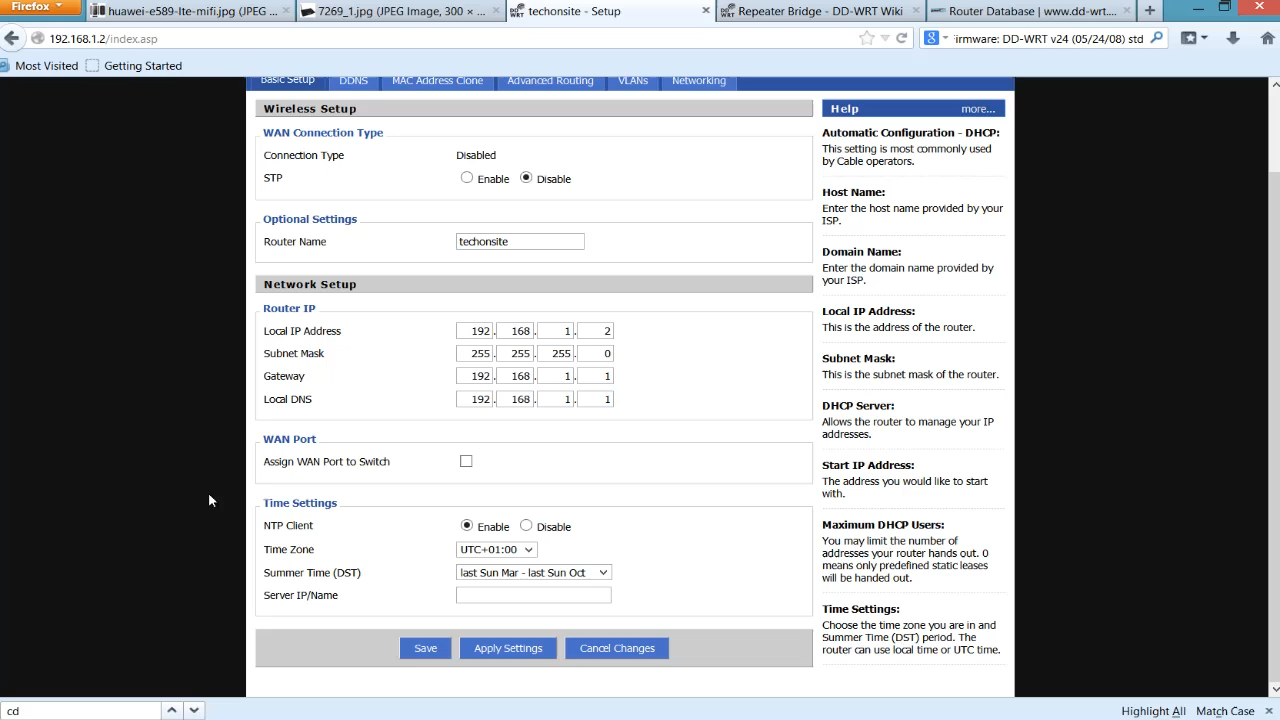 Firefox
huawei-e589-lte-mifi.jpg (JPEG ...
7269_1.jpg (JPEG Image, ...
techonsite - Setup
Repeater Bridge - DD-WRT Wiki
Router Database | www.dd-wrt....
192.168.1.2/index.asp
irmware: DD-WRT v24 (05/24/08) std
Most Visited
Getting Started
Basic Setup
DDNS
MAC Address Clone
Advanced Routing
VLANs
Networking
Wireless Setup
WAN Connection Type
Connection Type Disabled
STP Enable Disable
Optional Settings
Router Name techonsite
Network Setup
Router IP
Local IP Address 192. 168. 1. 2
Subnet Mask 255. 255. 255. 0
Gateway 192. 168. 1. 1
Local DNS 192. 168. 1. 1
WAN Port
Assign WAN Port to Switch
Time Settings
NTP Client Enable Disable
Time Zone UTC+01:00
Summer Time (DST) last Sun Mar - last Sun Oct
Server IP/Name
Save Apply Settings Cancel Changes
Help more...
Automatic Configuration - DHCP:
This setting is most commonly used
by Cable operators.
Host Name:
Enter the host name provided by your
ISP.
Domain Name:
Enter the domain name provided by
your ISP.
Local IP Address:
This is the address of the router.
Subnet Mask:
This is the subnet mask of the router.
DHCP Server:
Allows the router to manage your IP
addresses.
Start IP Address:
The address you would like to start
with.
Maximum DHCP Users:
You may limit the number of
addresses your router hands out. 0
means only predefined static leases
will be handed out.
Time Settings:
Choose the time zone you are in and
Summer Time (DST) period. The
router can use local time or UTC time.
cd
Highlight All Match Case